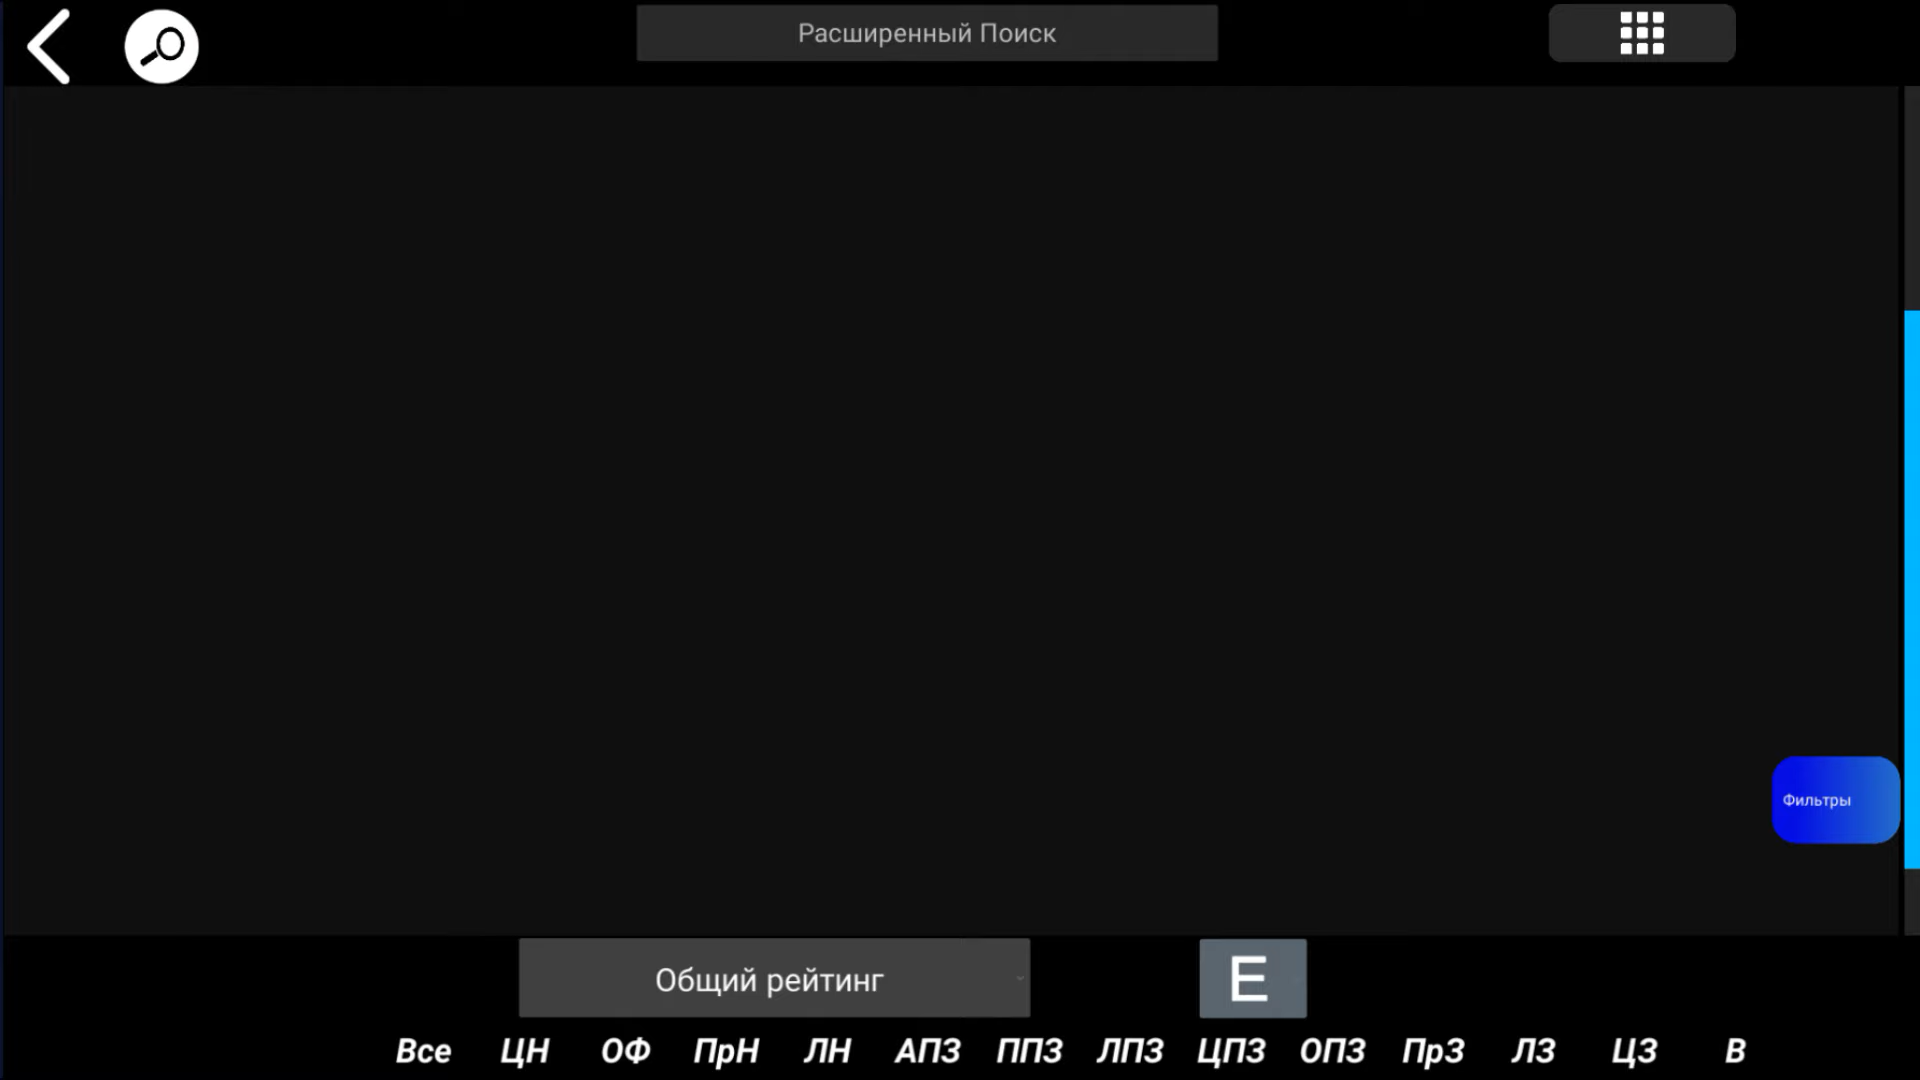 Расширенный Поиск
Фильтры
Общий рейтинг
E
Все ЦН ОФ ПрН ЛН АПЗ ППЗ ЛПЗ ЦПЗ ОПЗ ПрЗ ЛЗ ЦЗ В